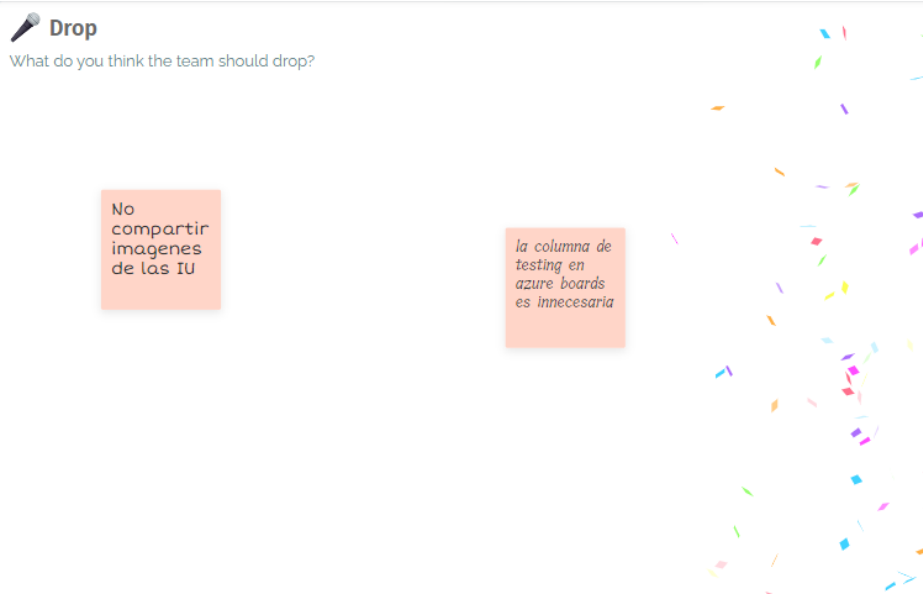 Drop
What do you think the team should drop?
No
compartir
imagenes
de las IU
la columna de
testing en
azure boards
es innecesaria